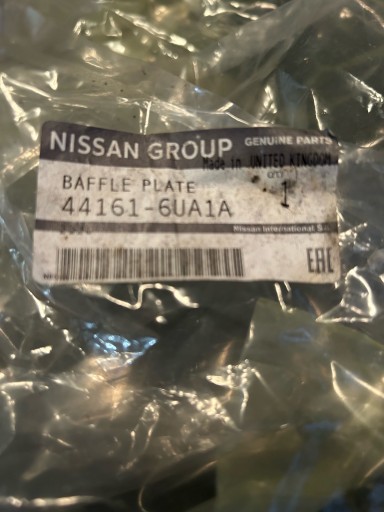 NISSAN GROUP GENUINE PARTS
Made in UNITED KINGDOM
BAFFLE PLATE
1
44161-6UA1A
Nissan International S.
EAC